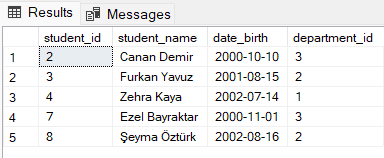 Results Messages
student_id student_name date_birth department_id
1 2 Canan Demir 2000-10-10 3
2 3 Furkan Yavuz 2001-08-15 2
3 4 Zehra Kaya 2002-07-14 1
4 7 Ezel Bayraktar 2000-11-01 3
5 8 Şeyma Öztürk 2002-08-16 2